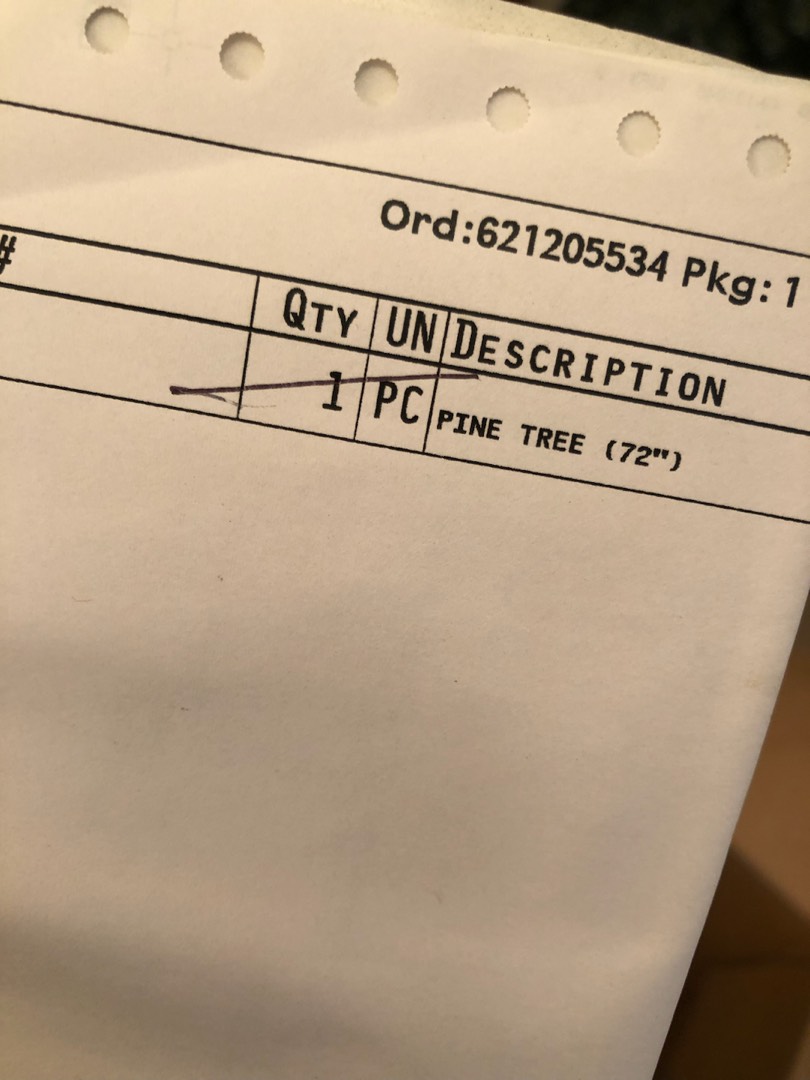 Ord:621205534 Pkg: 1
# QTY UN DESCRIPTION
1 PC PINE TREE (72")